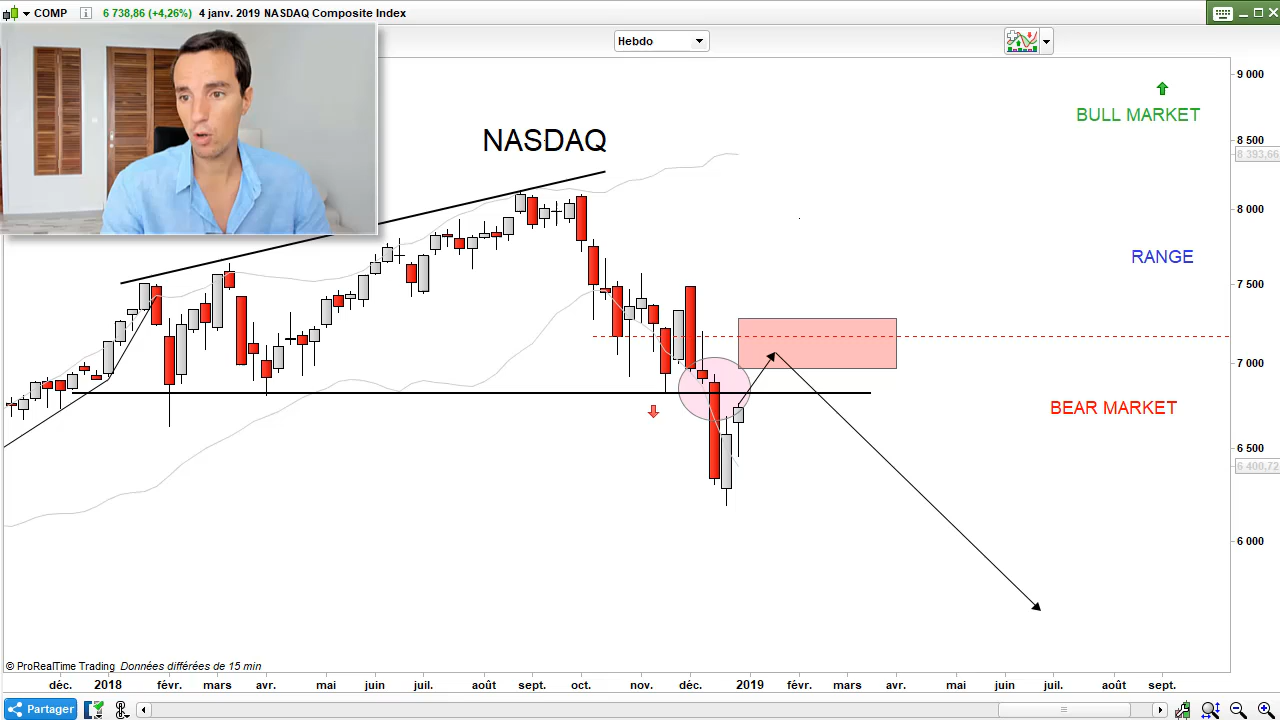 COMP 6 738,86 (+4,26%) 4 janv. 2019 NASDAQ Composite Index
Hebdo
9 000
BULL MARKET
NASDAQ
8 500
8 393,66
8 000
RANGE
7 500
7 000
BEAR MARKET
6 500
6 400,72
6 000
© ProRealTime Trading Données différées de 15 min
déc. 2018 févr. mars avr. mai juin juil. août sept. oct. nov. déc. 2019 févr. mars avr. mai juin juil. août sept.
Partager